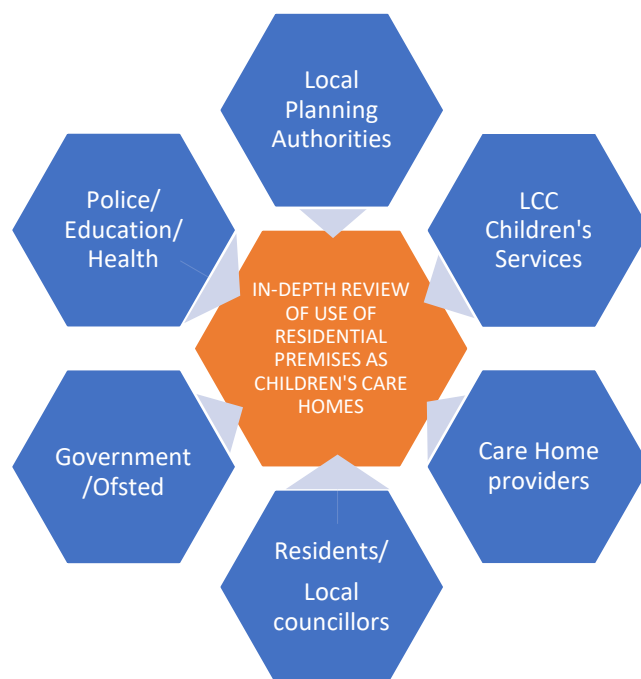 Local
Planning
Authorities
Police/
Education/
Health
LCC
Children's
Services
IN-DEPTH REVIEW
OF USE OF
RESIDENTIAL
PREMISES AS
CHILDREN'S CARE
HOMES
Government
/Ofsted
Care Home
providers
Residents/
Local
councillors